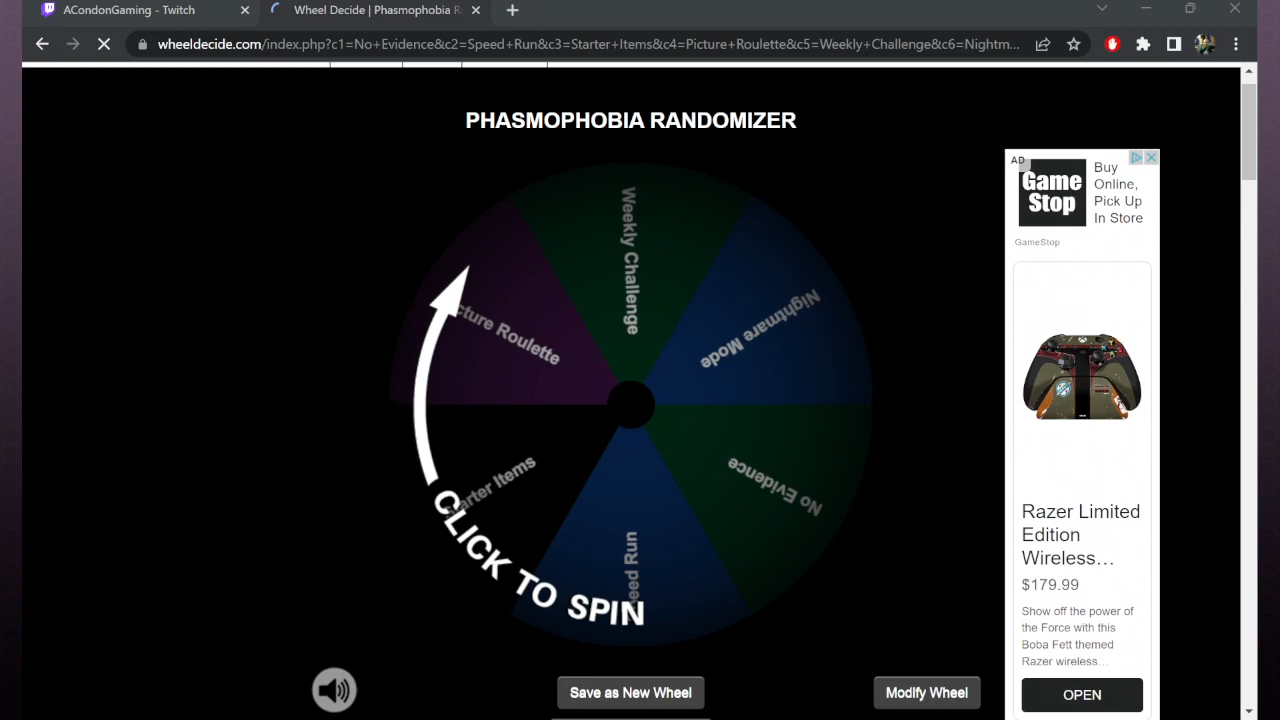 ACondonGaming - Twitch
Wheel Decide | Phasmophobia R
wheeldecide.com/index.php?c1=No+Evidence&c2=Speed+Run&c3=Starter+Items&c4=Picture+Roulette&c5=Weekly+Challenge&c6=Nightm...
PHASMOPHOBIA RANDOMIZER
Weekly Challenge
Nightmare Mode
No Evidence
eed Run
arter Items
cture Roulette
CLICK TO SPIN
Save as New Wheel
Modify Wheel
AD
Game
Stop
Buy
Online,
Pick Up
In Store
GameStop
Razer Limited
Edition
Wireless...
$179.99
Show off the power of
the Force with this
Boba Fett themed
Razer wireless...
OPEN